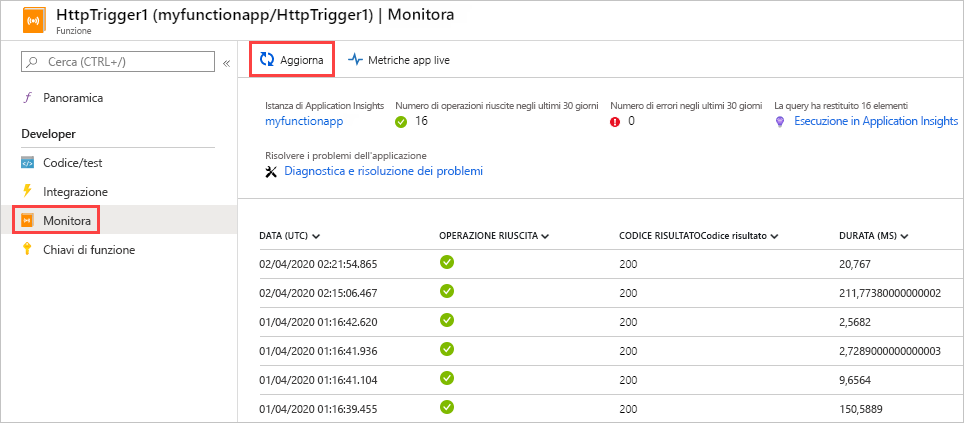 HttpTrigger1 (myfunctionapp/HttpTrigger1) | Monitora
Funzione
Cerca (CTRL+/)
«
Panoramica
Developer
Codice/test
Integrazione
Monitora
Chiavi di funzione
Aggiorna
Metriche app live
Istanza di Application Insights
myfunctionapp
Numero di operazioni riuscite negli ultimi 30 giorni
16
Numero di errori negli ultimi 30 giorni
0
La query ha restituito 16 elementi
Esecuzione in Application Insights
Risolvere i problemi dell'applicazione
Diagnostica e risoluzione dei problemi
DATA (UTC) OPERAZIONE RIUSCITA CODICE RISULTATOCodice risultato DURATA (MS)
02/04/2020 02:21:54.865 200 20,767
02/04/2020 02:15:06.467 200 211,77380000000002
01/04/2020 01:16:42.620 200 2,5682
01/04/2020 01:16:41.936 200 2,7289000000000003
01/04/2020 01:16:41.104 200 9,6564
01/04/2020 01:16:39.455 200 150,5889